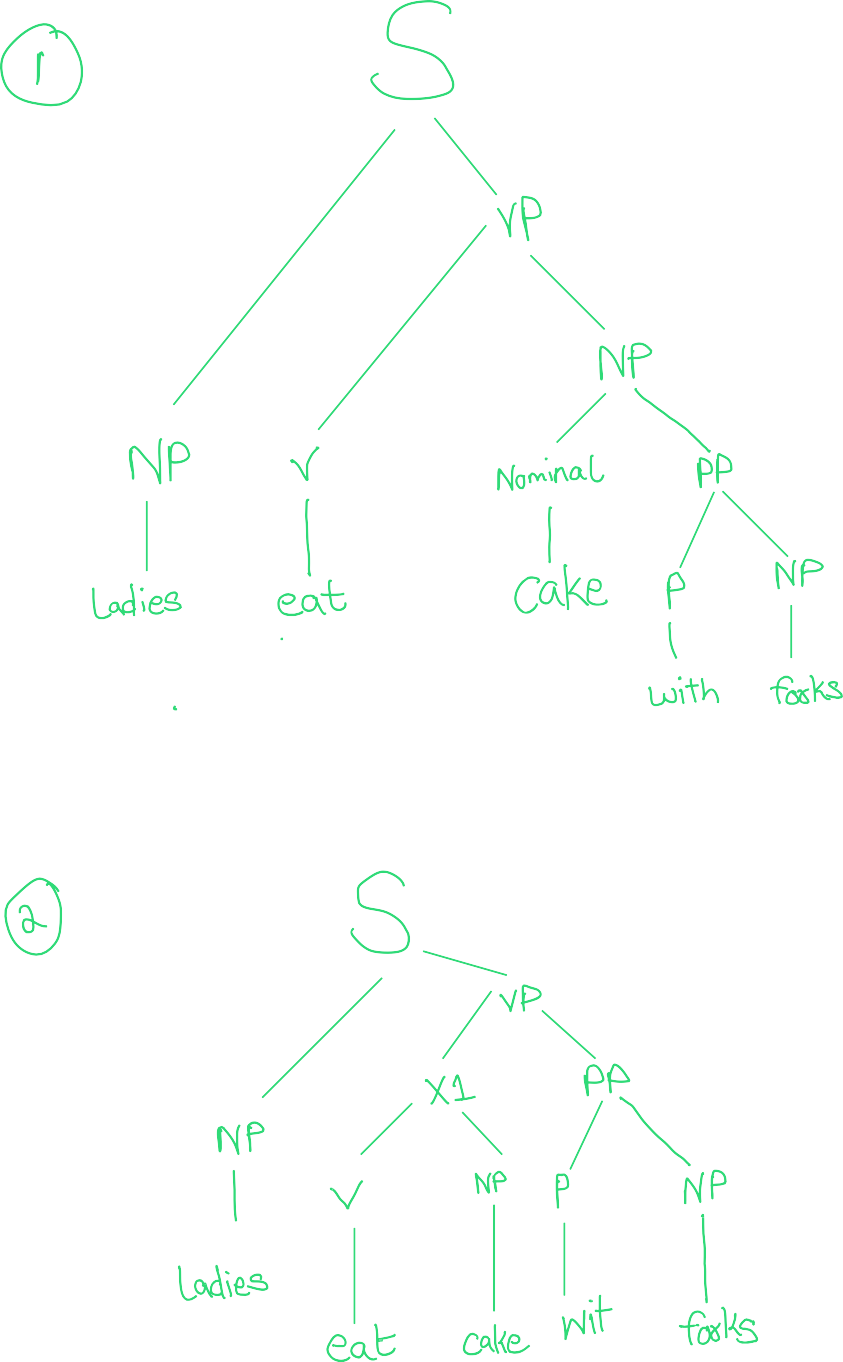 1
S
VP
NP
NP V Nominal PP
Ladies eat cake P NP
with forks
2
S
VP
X1 PP
NP V NP P NP
Ladies eat cake wit forks